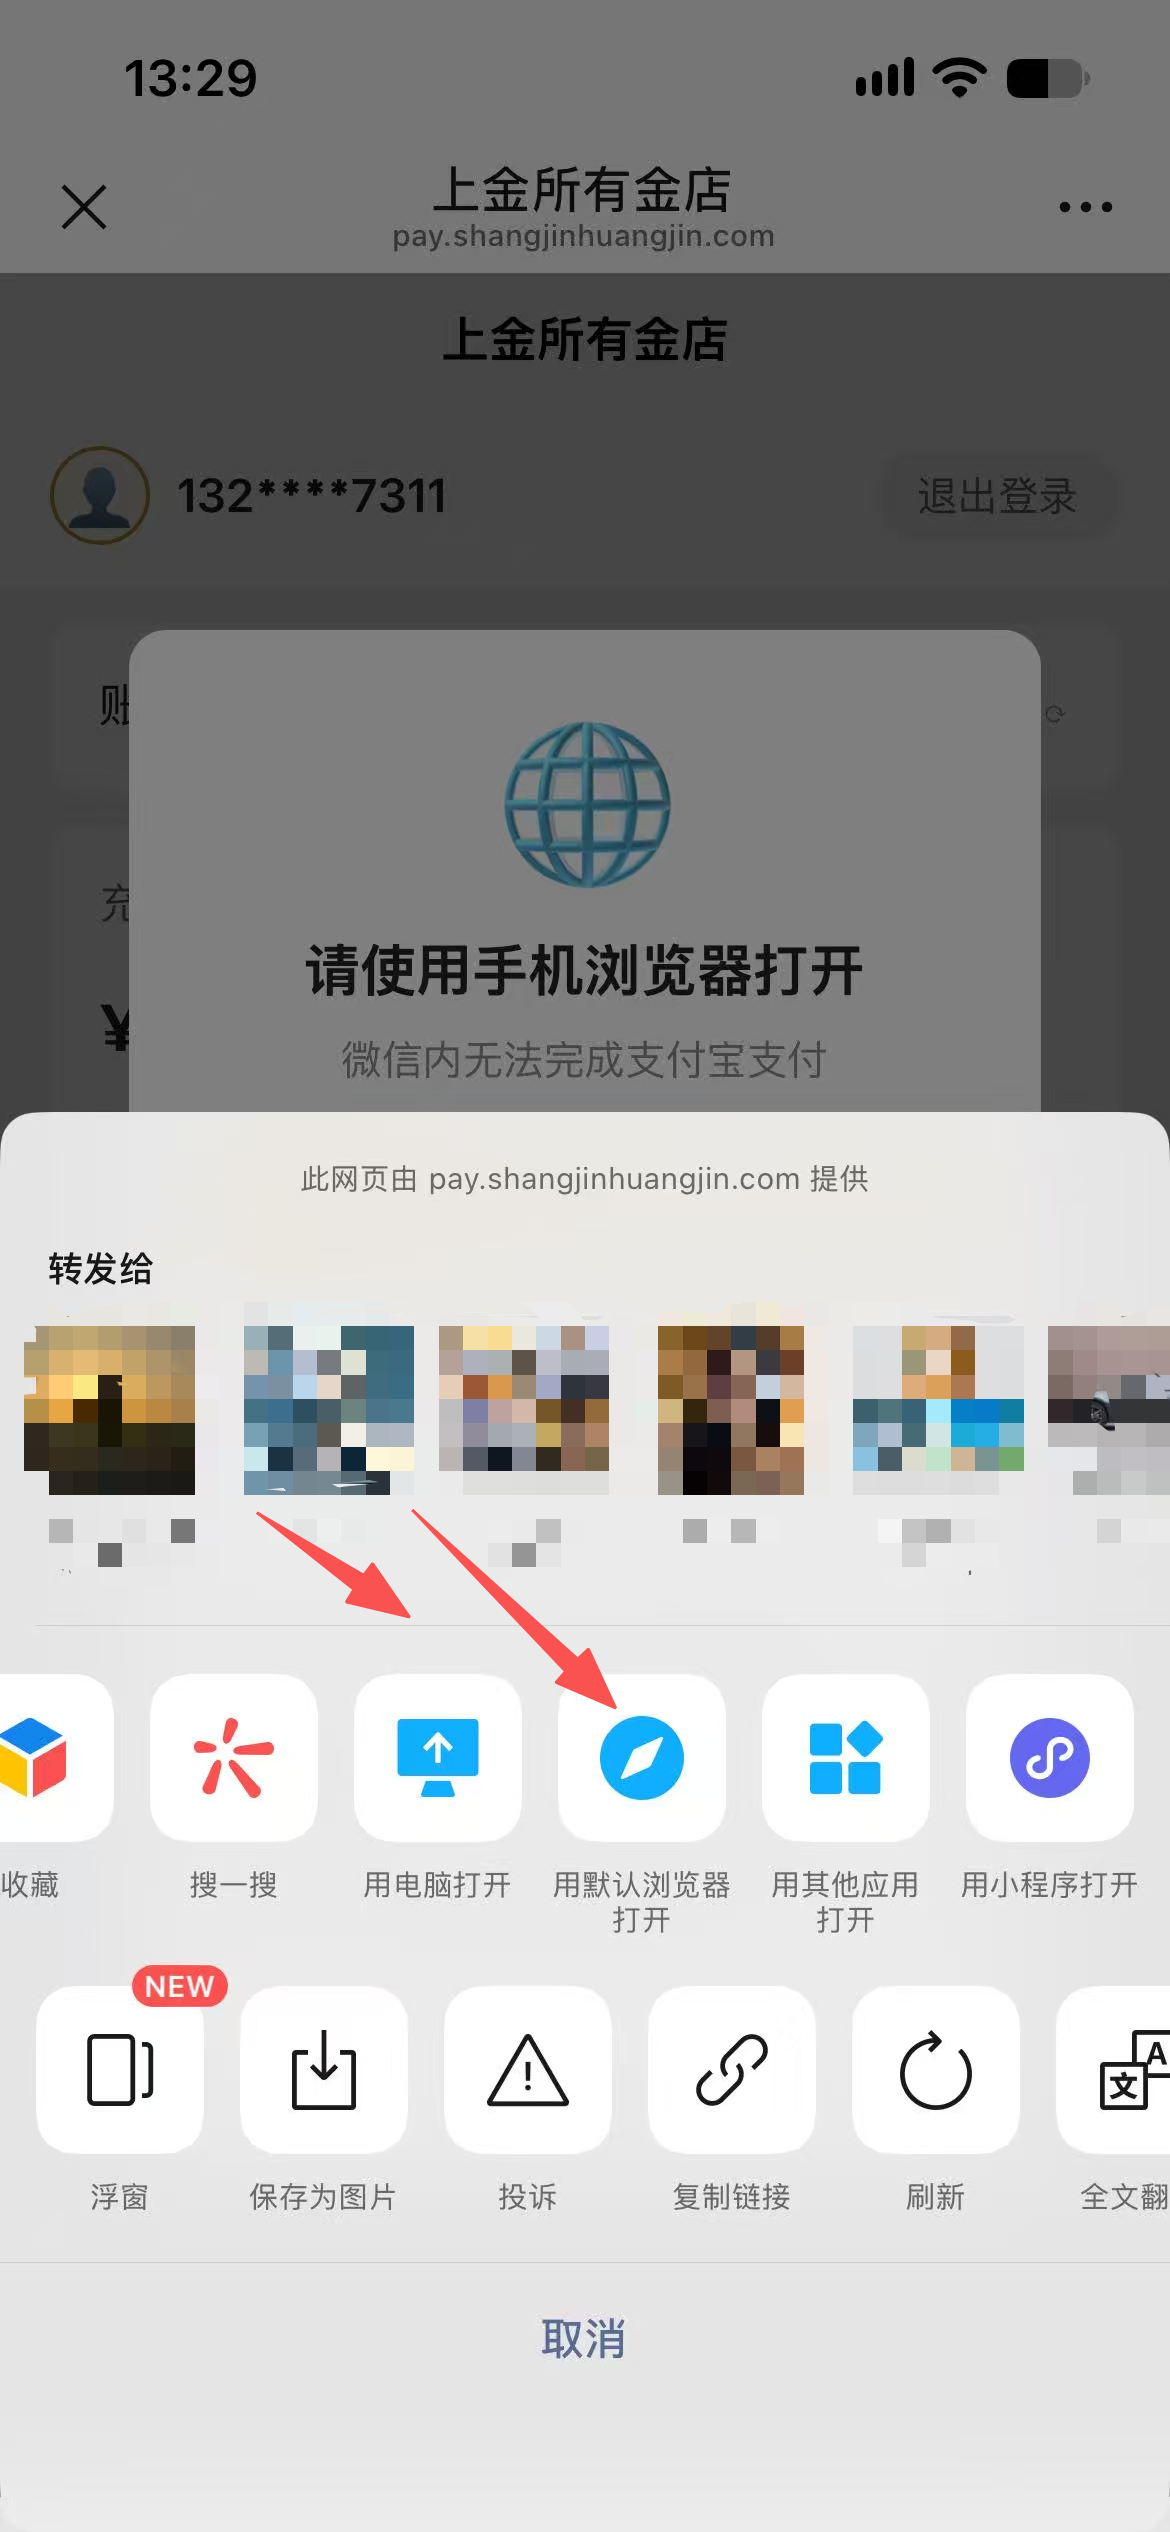 13:29
上金所有金店
pay.shangjinhuangjin.com
上金所有金店
132****7311
退出登录
账
充
¥
请使用手机浏览器打开
微信内无法完成支付宝支付
此网页由 pay.shangjinhuangjin.com 提供
转发给
收藏
搜一搜
用电脑打开
用默认浏览器
打开
用其他应用
打开
用小程序打开
NEW
浮窗
保存为图片
投诉
复制链接
刷新
全文翻
取消